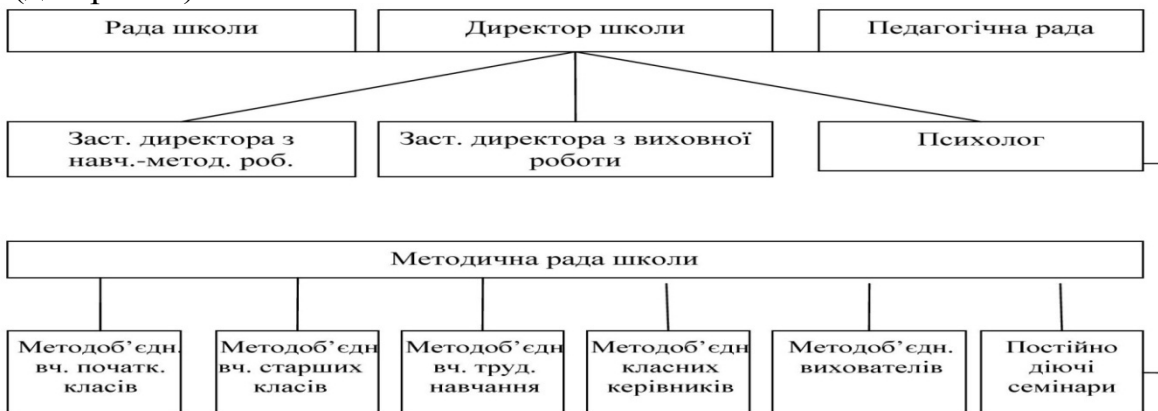 Рада школи
Директор школи
Педагогічна рада
Заст. директора з
навч.-метод. роб.
Заст. директора з виховної
роботи
Психолог
Методична рада школи
Методоб’єдн.
вч. початк.
класів
Методоб’єдн
вч. старших
класів
Методоб’єдн
вч. труд.
навчання
Методоб’єдн
класних
керівників
Методоб’єдн.
вихователів
Постійно
діючі
семінари